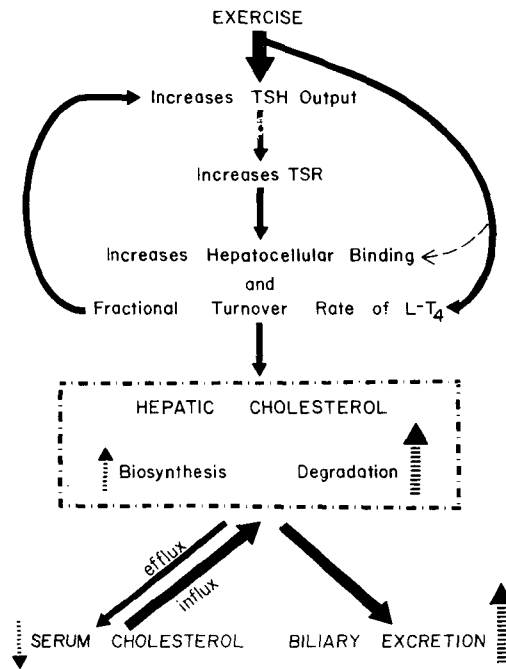 EXERCISE
Increases TSH Output
Increases TSR
Increases Hepatocellular Binding
and
Fractional Turnover Rate of L-T4
HEPATIC CHOLESTEROL
Biosynthesis Degradation
efflux
influx
SERUM CHOLESTEROL BILIARY EXCRETION